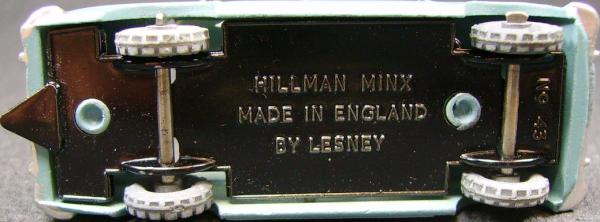 HILLMAN MINX
MADE IN ENGLAND
BY LESNEY
No 43